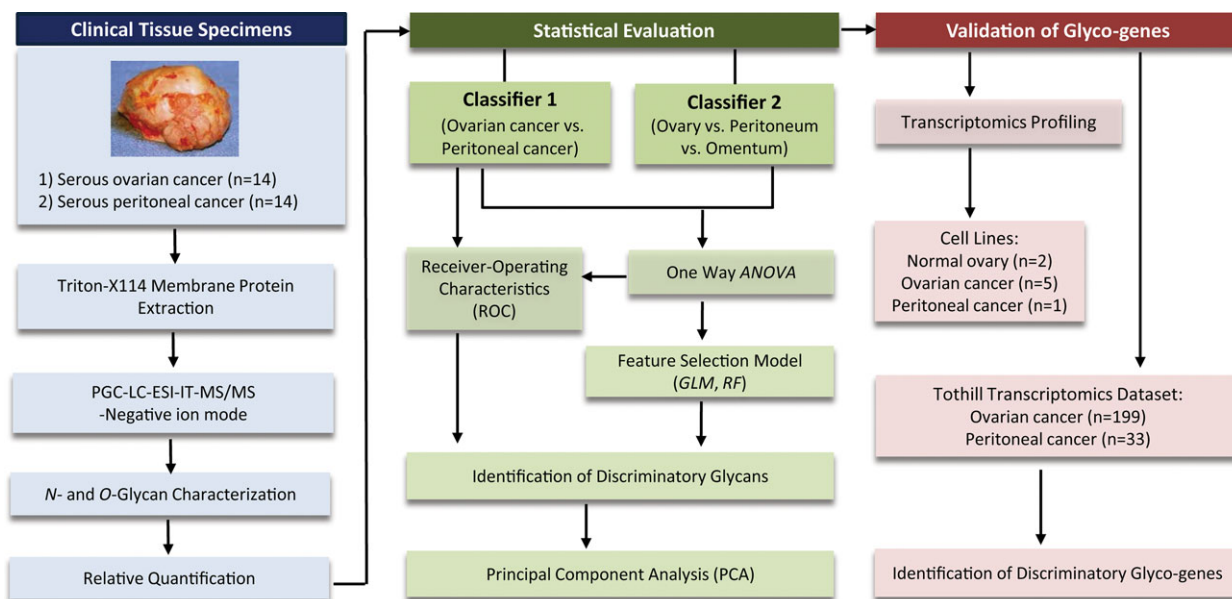 Clinical Tissue Specimens
1) Serous ovarian cancer (n=14)
2) Serous peritoneal cancer (n=14)
Triton-X114 Membrane Protein
Extraction
PGC-LC-ESI-IT-MS/MS
-Negative ion mode
N- and O-Glycan Characterization
Relative Quantification
Statistical Evaluation
Classifier 1
(Ovarian cancer vs.
Peritoneal cancer)
Classifier 2
(Ovary vs. Peritoneum
vs. Omentum)
Receiver-Operating
Characteristics
(ROC)
One Way ANOVA
Feature Selection Model
(GLM, RF)
Identification of Discriminatory Glycans
Principal Component Analysis (PCA)
Validation of Glyco-genes
Transcriptomics Profiling
Cell Lines:
Normal ovary (n=2)
Ovarian cancer (n=5)
Peritoneal cancer (n=1)
Tothill Transcriptomics Dataset:
Ovarian cancer (n=199)
Peritoneal cancer (n=33)
Identification of Discriminatory Glyco-genes